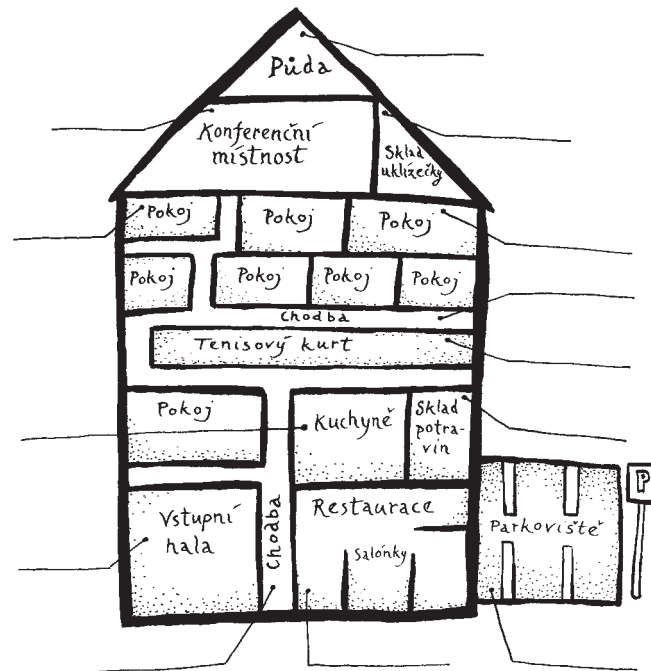 Půda
Konferenční
místnost
Sklad
uklížečky
Pokoj
Pokoj
Pokoj
Pokoj
Pokoj
Pokoj
Pokoj
Chodba
Tenisový kurt
Pokoj
Kuchyně
Sklad
potra-
vin
Vstupní
hala
Chodba
Restaurace
Salónky
Parkoviště
P